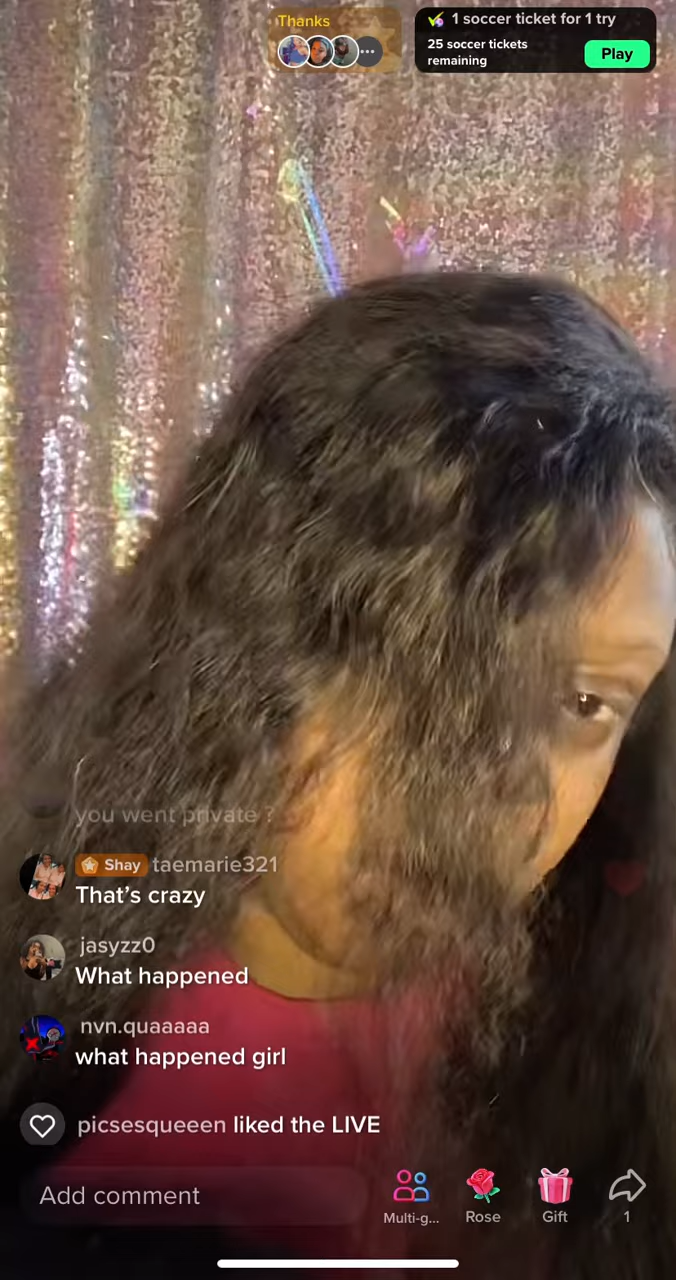 Thanks
1 soccer ticket for 1 try
25 soccer tickets
remaining
Play
you went private ?
Shay taemarie321
That's crazy
jasyzz0
What happened
nvn.quaaaaa
what happened girl
picsesqueeen liked the LIVE
Add comment
Multi-g...
Rose
Gift
1